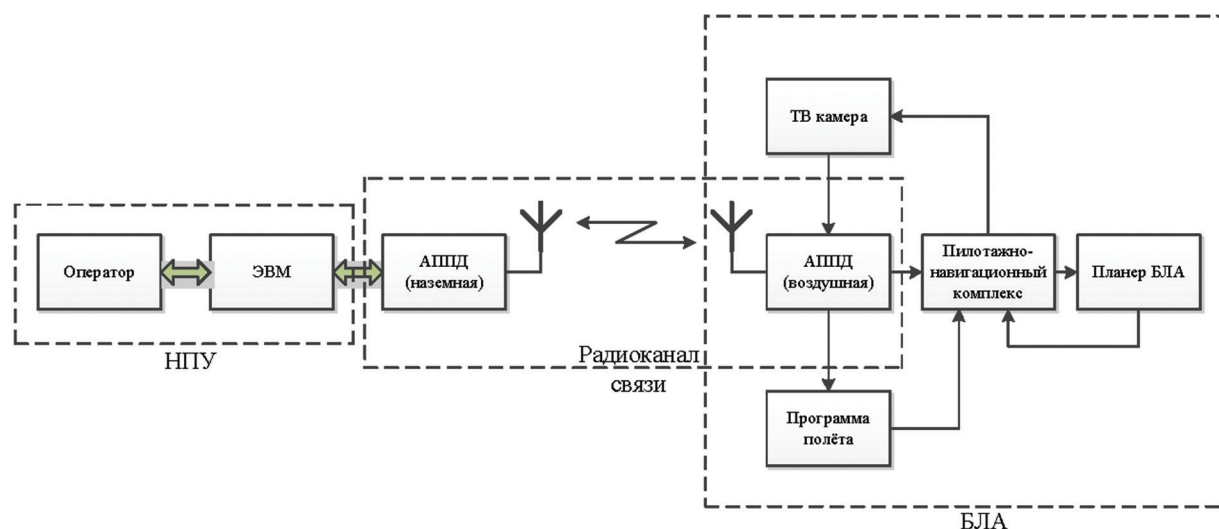 ТВ камера
Оператор
ЭВМ
АППД
(наземная)
АППД
(воздушная)
Пилотажно-
навигационный
комплекс
Планер БЛА
НПУ
Радиоканал
связи
Программа
полёта
БЛА